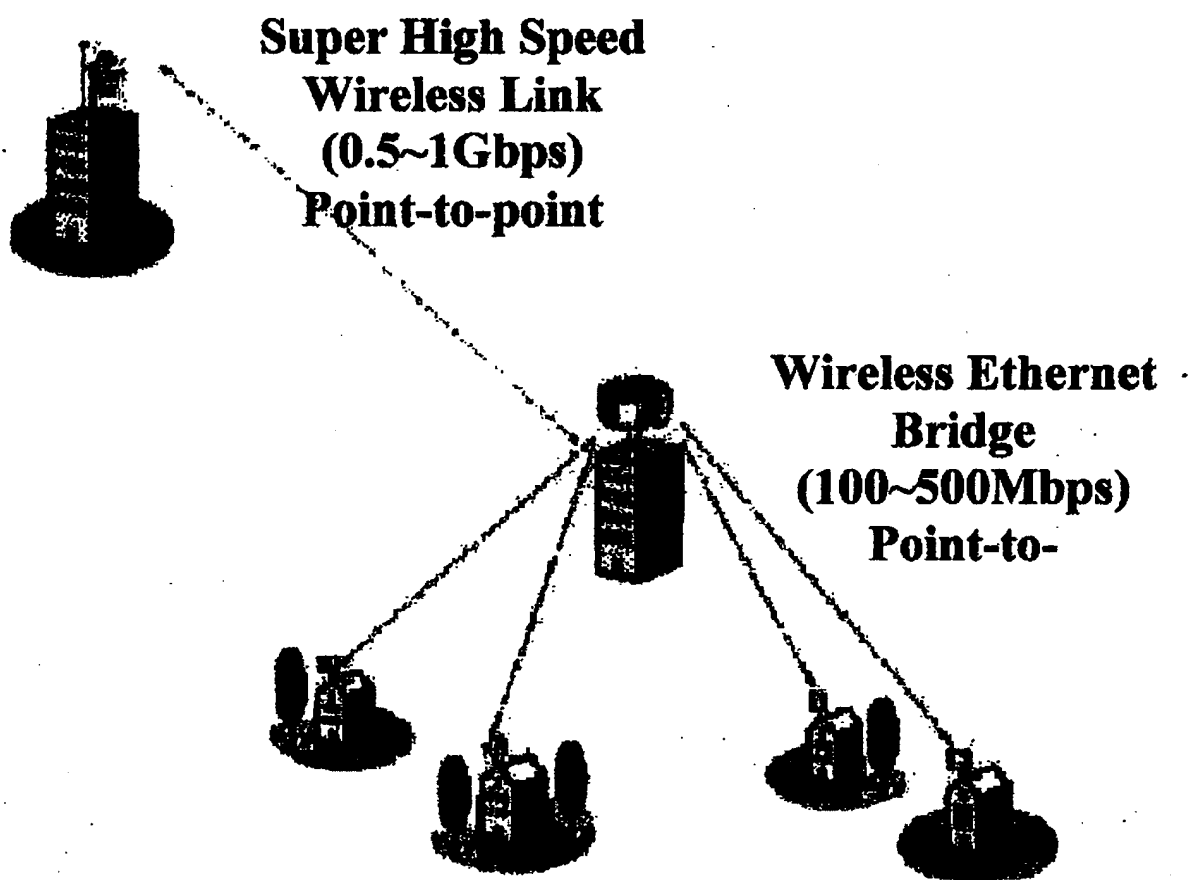 Super High Speed
Wireless Link
(0.5~1Gbps)
Point-to-point
Wireless Ethernet
Bridge
(100~500Mbps)
Point-to-